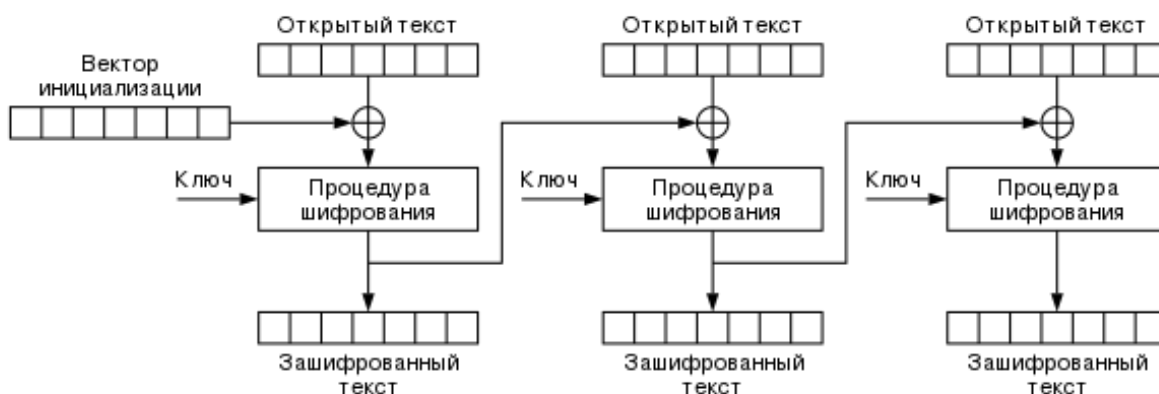 Открытый текст
Открытый текст
Открытый текст
Вектор
инициализации
Ключ
Процедура
шифрования
Ключ
Процедура
шифрования
Ключ
Процедура
шифрования
Зашифрованный
текст
Зашифрованный
текст
Зашифрованный
текст